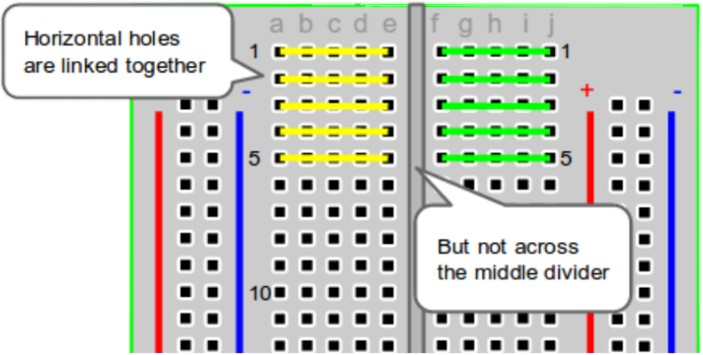 Horizontal holes
are linked together
a b c d e f g h i j
1 1
- + -
5 5
But not across
the middle divider
10